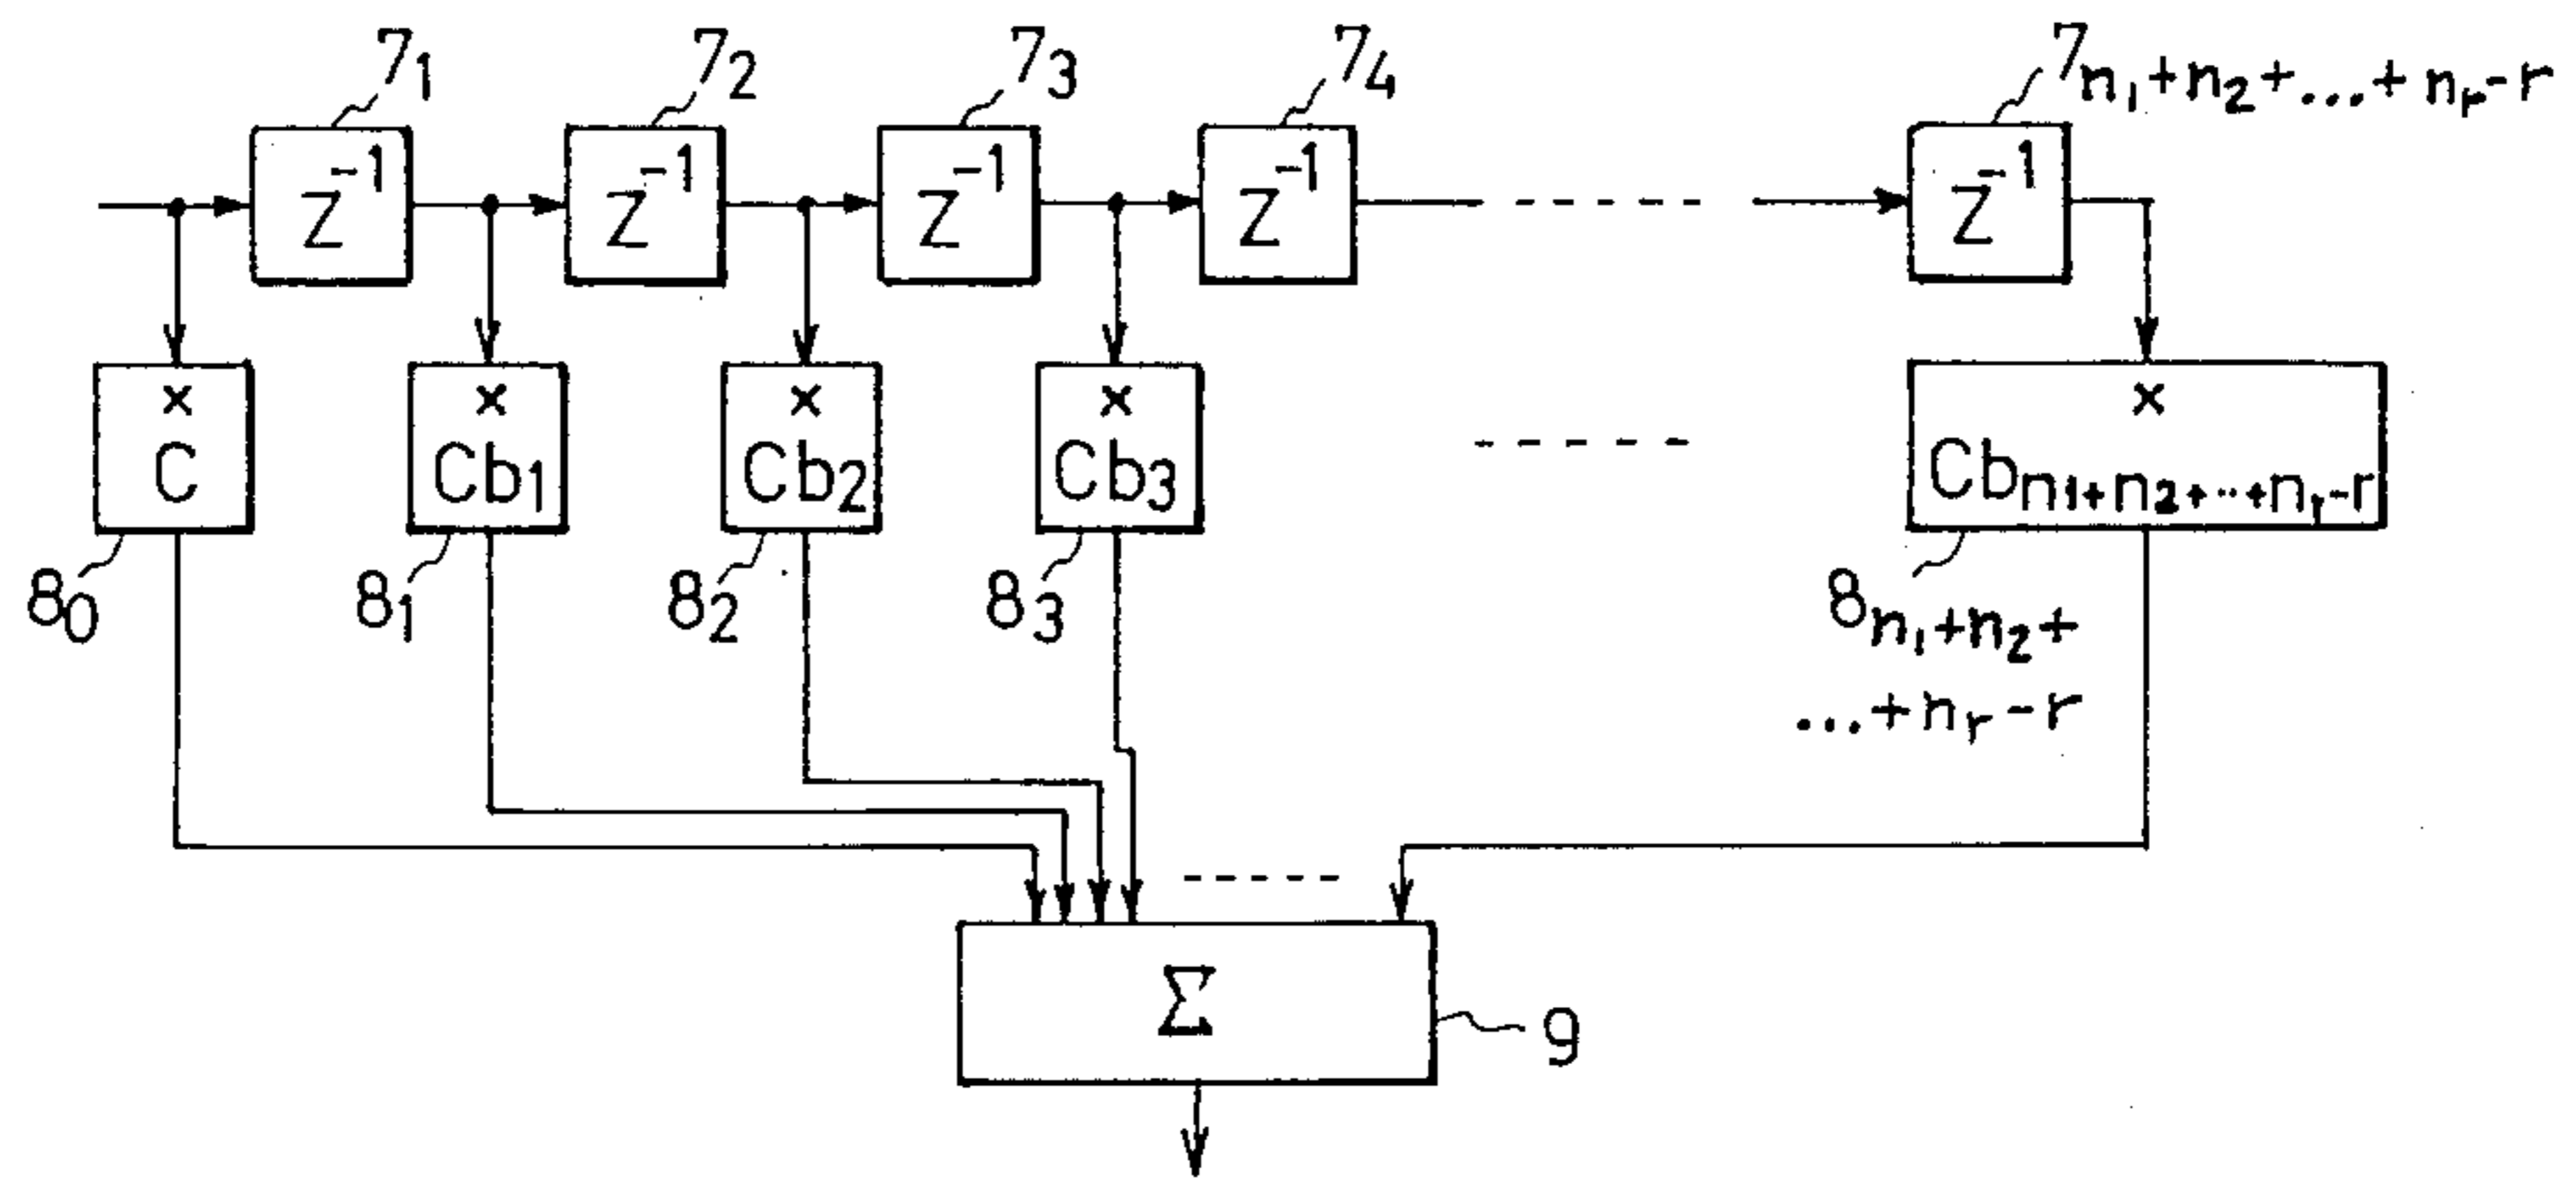 7₁ 7₂ 7₃ 7₄ 7ₙ₁₊ₙ₂₊...₊ₙᵣ₋ᵣ
Z⁻¹ Z⁻¹ Z⁻¹ Z⁻¹ Z⁻¹
× × × × ×
C Cb₁ Cb₂ Cb₃ Cbₙ₁₊ₙ₂₊...₊ₙᵣ₋ᵣ
8₀ 8₁ 8₂ 8₃ 8ₙ₁₊ₙ₂₊
...+nᵣ-r
Σ
9